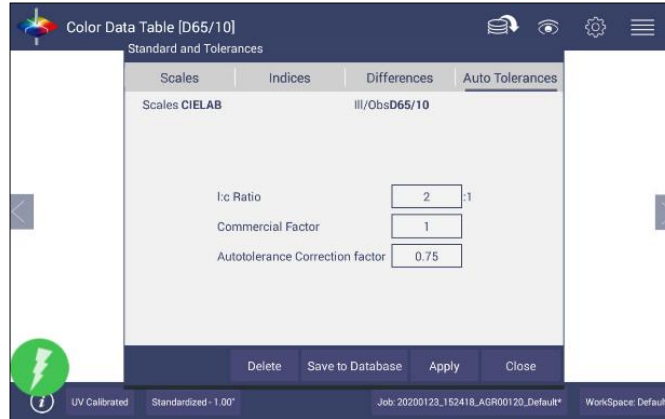 Color Data Table [D65/10]
Standard and Tolerances
Scales Indices Differences Auto Tolerances
Scales CIELAB Ill/ObsD65/10
l:c Ratio 2 :1
Commercial Factor 1
Autotolerance Correction factor 0.75
Delete Save to Database Apply Close
i UV Calibrated Standardized - 1.00" Job: 20200123_152418_AGR00120_Default* WorkSpace: Defaul